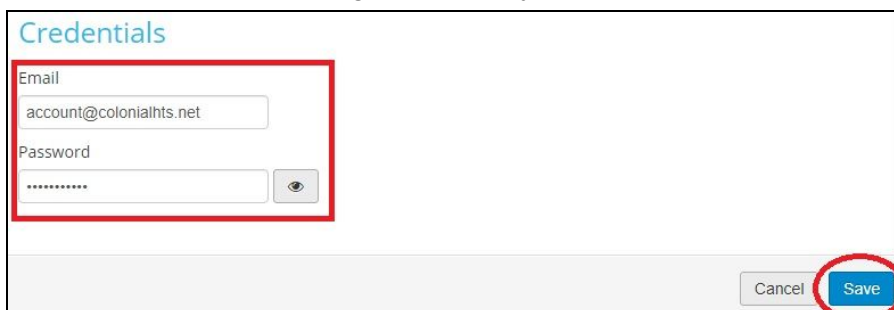 Credentials
Email
account@colonialhts.net
Password
•••••••••••
Cancel Save